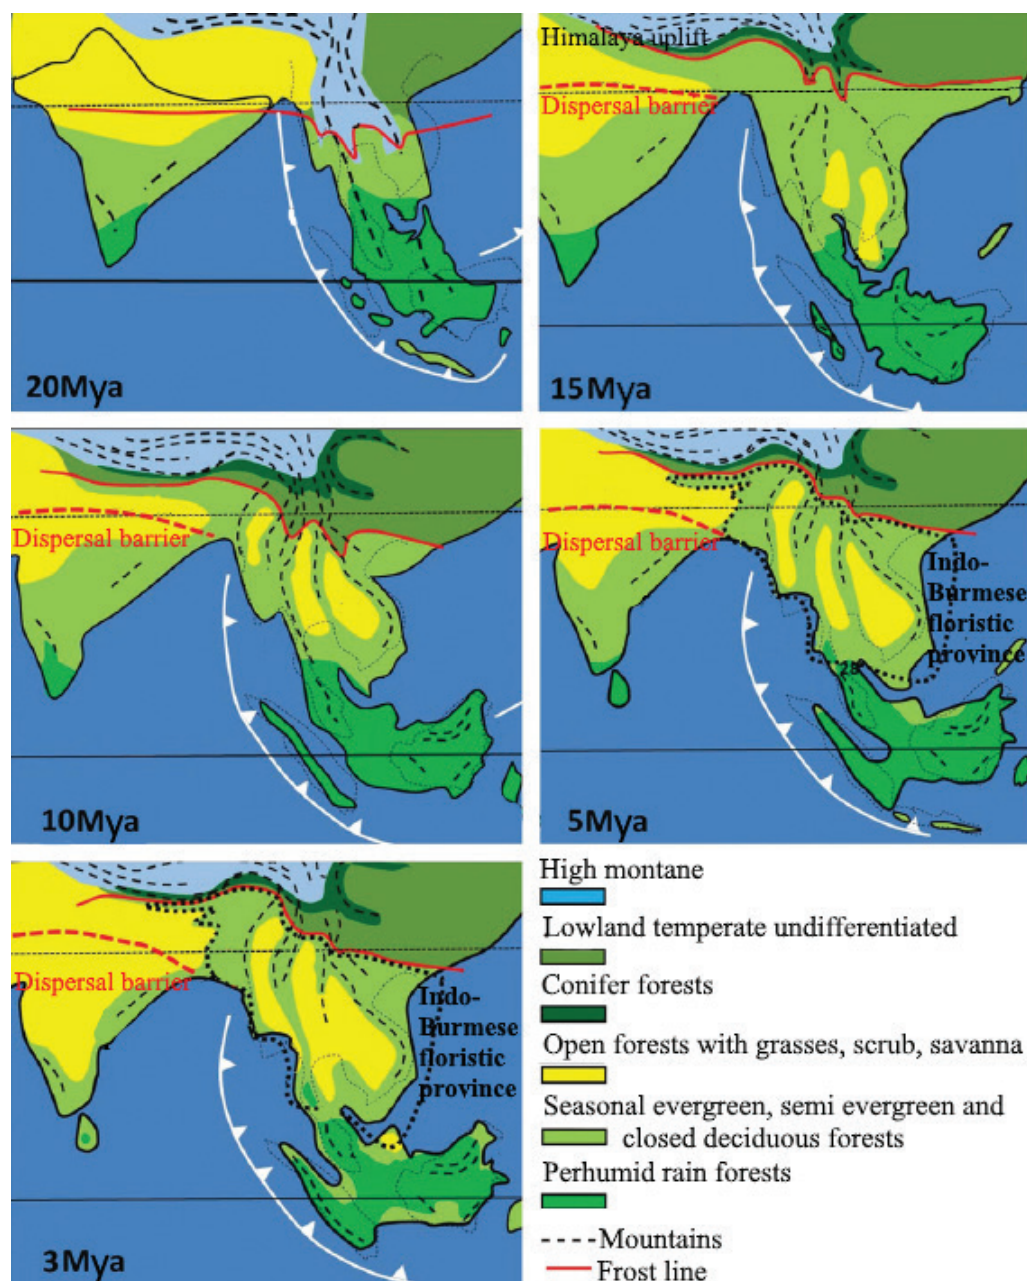 20Mya
Himalaya uplift
Dispersal barrier
15Mya
Dispersal barrier
10Mya
Dispersal barrier
Indo-
Burmese
floristic
province
28
5Mya
Dispersal barrier
Indo-
Burmese
floristic
province
3Mya
High montane
Lowland temperate undifferentiated
Conifer forests
Open forests with grasses, scrub, savanna
Seasonal evergreen, semi evergreen and
closed deciduous forests
Perhumid rain forests
Mountains
Frost line